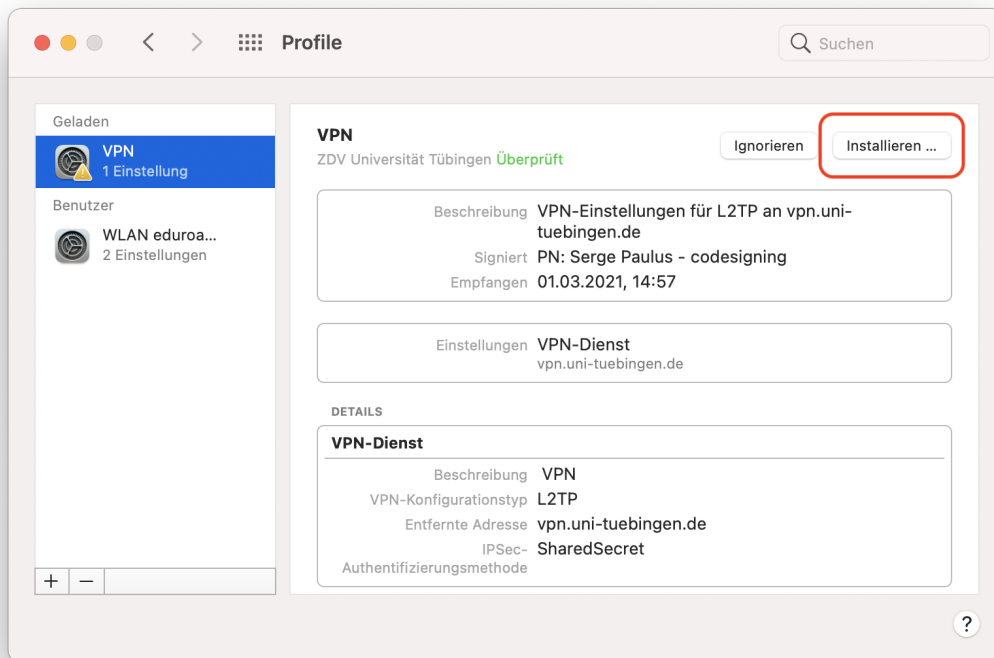 Profile
Suchen
Geladen
VPN
1 Einstellung
Benutzer
WLAN eduroa...
2 Einstellungen
VPN
ZDV Universität Tübingen Überprüft
Ignorieren
Installieren ...
Beschreibung VPN-Einstellungen für L2TP an vpn.uni-
tuebingen.de
Signiert PN: Serge Paulus - codesigning
Empfangen 01.03.2021, 14:57
Einstellungen VPN-Dienst
vpn.uni-tuebingen.de
DETAILS
VPN-Dienst
Beschreibung VPN
VPN-Konfigurationstyp L2TP
Entfernte Adresse vpn.uni-tuebingen.de
IPSec- SharedSecret
Authentifizierungsmethode
+ −
?